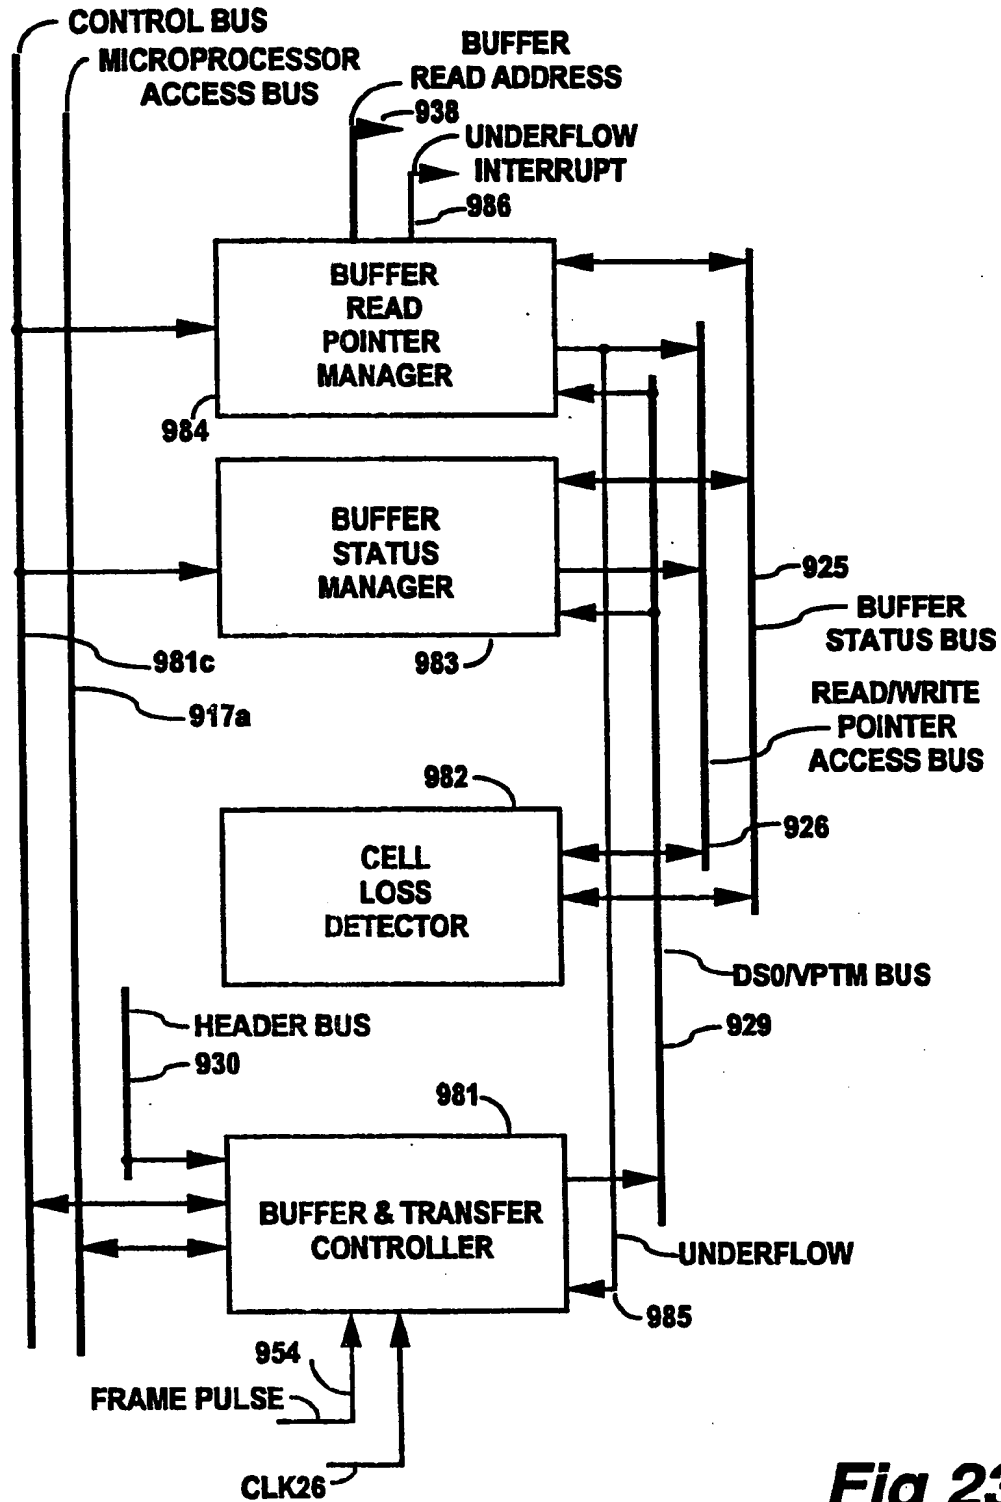 CONTROL BUS
MICROPROCESSOR
ACCESS BUS
BUFFER
READ ADDRESS
938
UNDERFLOW
INTERRUPT
986
BUFFER
READ
POINTER
MANAGER
984
BUFFER
STATUS
MANAGER
983
925
BUFFER
STATUS BUS
981c
917a
READ/WRITE
POINTER
ACCESS BUS
926
982
CELL
LOSS
DETECTOR
DS0/VPTM BUS
929
HEADER BUS
930
981
BUFFER & TRANSFER
CONTROLLER
UNDERFLOW
985
954
FRAME PULSE
CLK26
Fig 23